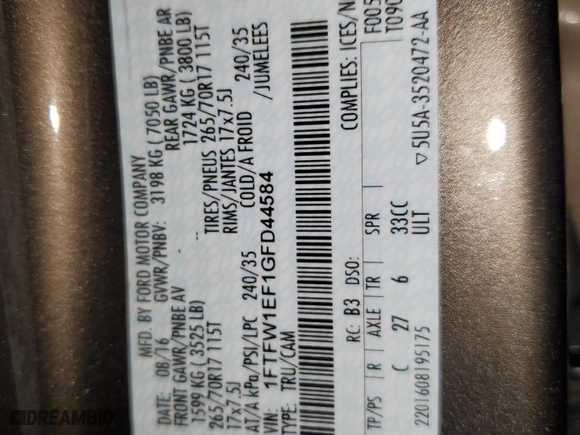 MFD. BY FORD MOTOR COMPANY
DATE: 08/16 GVWR/PNBV: 3198 KG ( 7050 LB)
FRONT GAWR/PNBE AV REAR GAWR/PNBE AR
1599 KG ( 3525 LB) 1724 KG ( 3800 LB)
265/70R17 115T -- TIRES/PNEUS 265/70R17 115T
17x7.5J -- RIMS/JANTES 17x7.5J
AT/A kPa/PSI/LPC 240/35 COLD/A FROID 240/35
1FTFW1EF1GFD44584 /JUMELEES
TYPE: TRU/CAM
COMPLIES: ICES/N
F005
RC: B3 DSO: T090
TP/PS R AXLE TR SPR
C 27 6 33CC
ULT
2201608195175 ▽5U5A-3520472-AA
DREAMBID